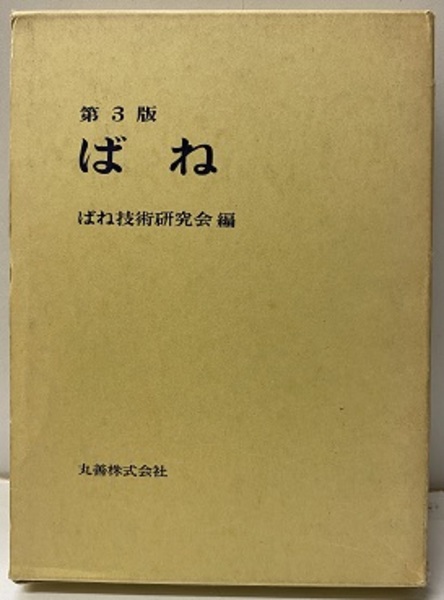 第3版
ばね
ばね技術研究会 編
丸善株式会社